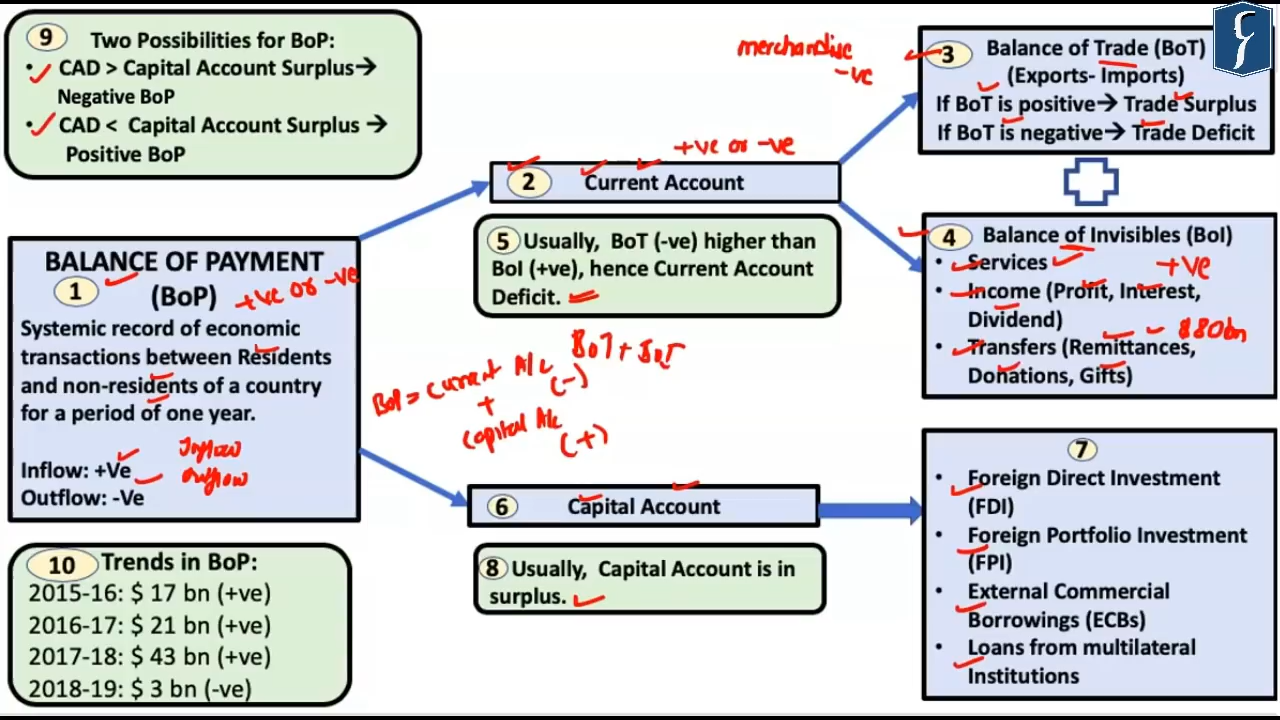 9
Two Possibilities for BoP:
• CAD > Capital Account Surplus→
Negative BoP
• CAD < Capital Account Surplus →
Positive BoP
merchandise
-ve
3
Balance of Trade (BoT)
(Exports- Imports)
If BoT is positive→ Trade Surplus
If BoT is negative→ Trade Deficit
+ve or -ve
2 Current Account
5 Usually, BoT (-ve) higher than
BoI (+ve), hence Current Account
Deficit.
4 Balance of Invisibles (BoI)
• Services
+ve
• Income (Profit, Interest,
Dividend)
$80bn
• Transfers (Remittances,
Donations, Gifts)
BALANCE OF PAYMENT
1 (BoP)
+ve or -ve
Systemic record of economic
transactions between Residents
and non-residents of a country
for a period of one year.
Inflow: +Ve
Inflow
Outflow: -Ve
outflow
BoT + BoI
BoP = Current A/c
(-)
+
Capital A/c
(+)
6 Capital Account
7
• Foreign Direct Investment
(FDI)
• Foreign Portfolio Investment
(FPI)
• External Commercial
Borrowings (ECBs)
• Loans from multilateral
Institutions
8 Usually, Capital Account is in
surplus.
10 Trends in BoP:
2015-16: $ 17 bn (+ve)
2016-17: $ 21 bn (+ve)
2017-18: $ 43 bn (+ve)
2018-19: $ 3 bn (-ve)